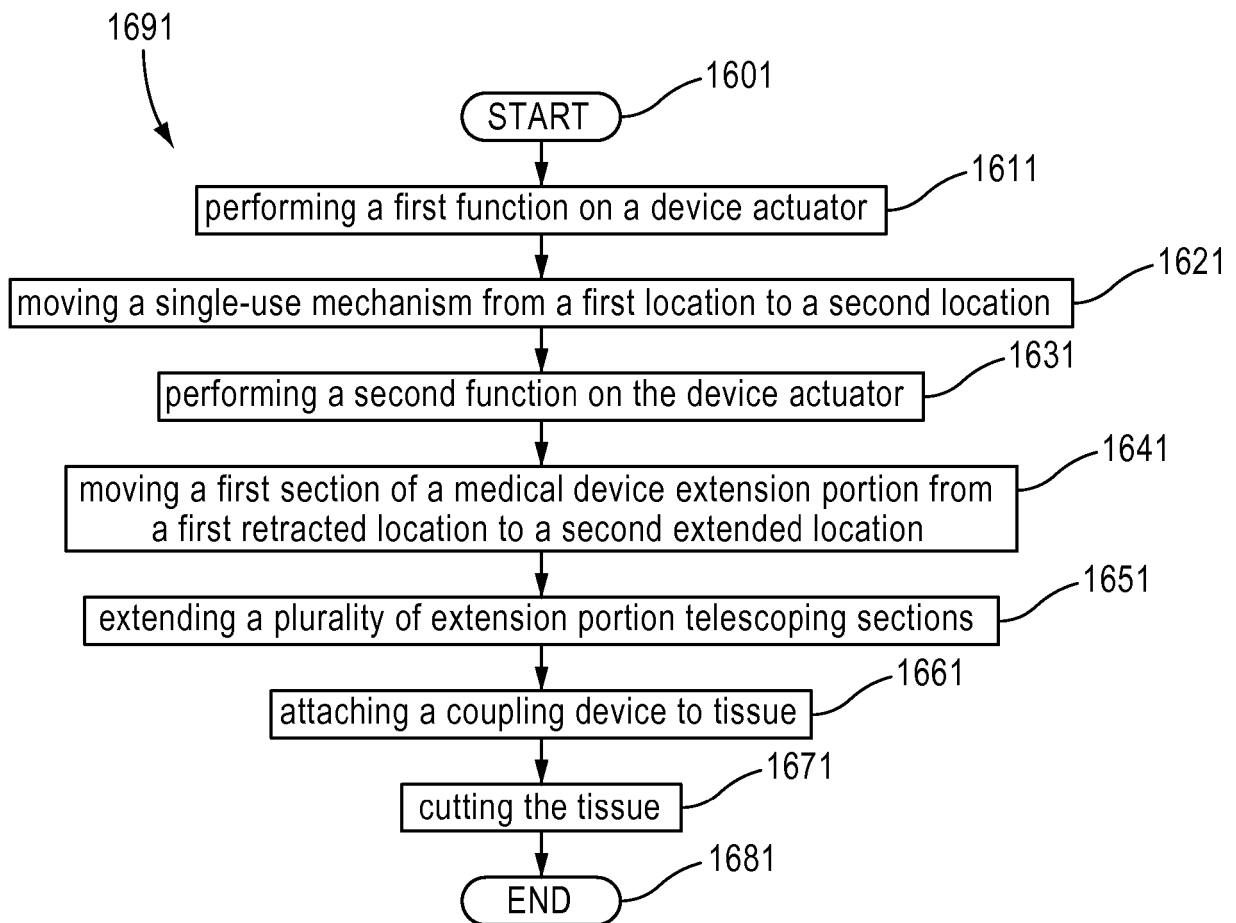 1691
1601
START
1611
performing a first function on a device actuator
1621
moving a single-use mechanism from a first location to a second location
1631
performing a second function on the device actuator
1641
moving a first section of a medical device extension portion from
a first retracted location to a second extended location
1651
extending a plurality of extension portion telescoping sections
1661
attaching a coupling device to tissue
1671
cutting the tissue
1681
END